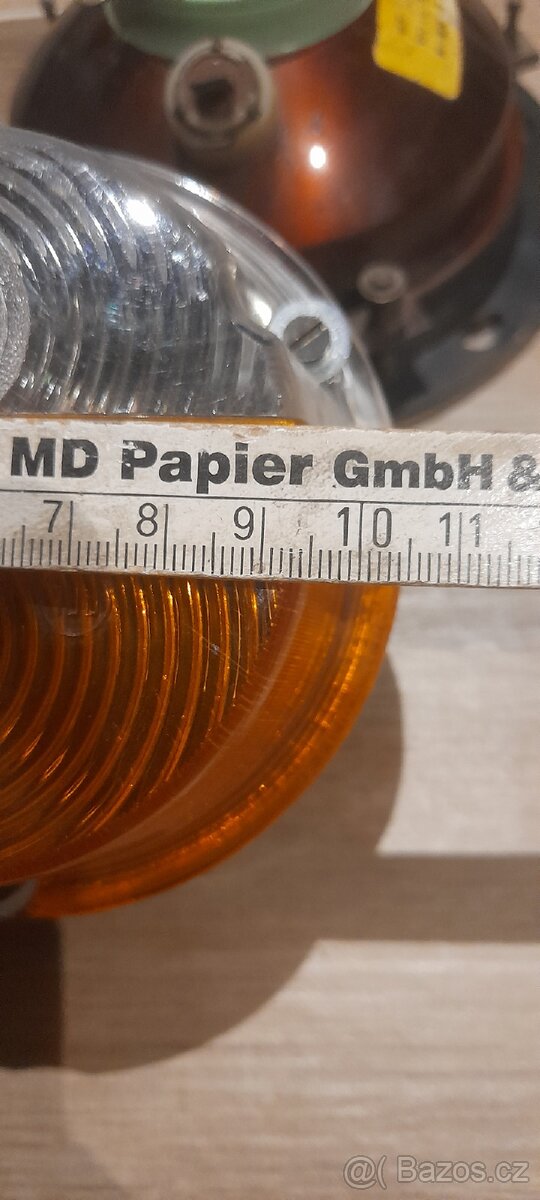 MD Papier GmbH &
7 8 9 10 11
@( Bazos.cz